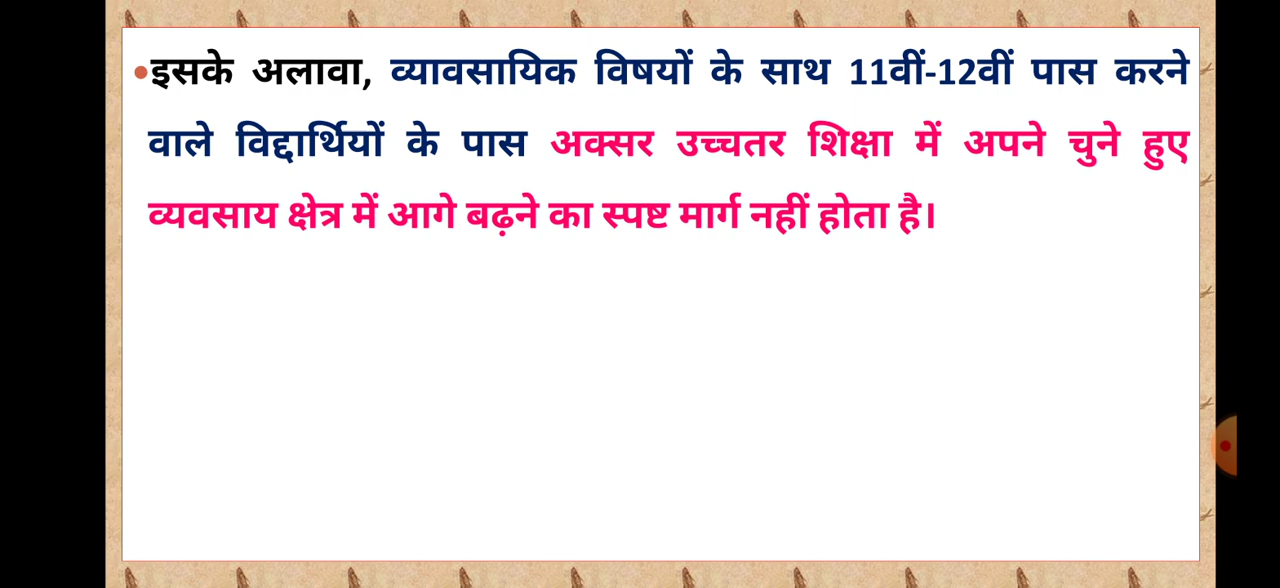 •इसके अलावा, व्यावसायिक विषयों के साथ 11वीं-12वीं पास करने
वाले विद्यार्थियों के पास अक्सर उच्चतर शिक्षा में अपने चुने हुए
व्यवसाय क्षेत्र में आगे बढ़ने का स्पष्ट मार्ग नहीं होता है।